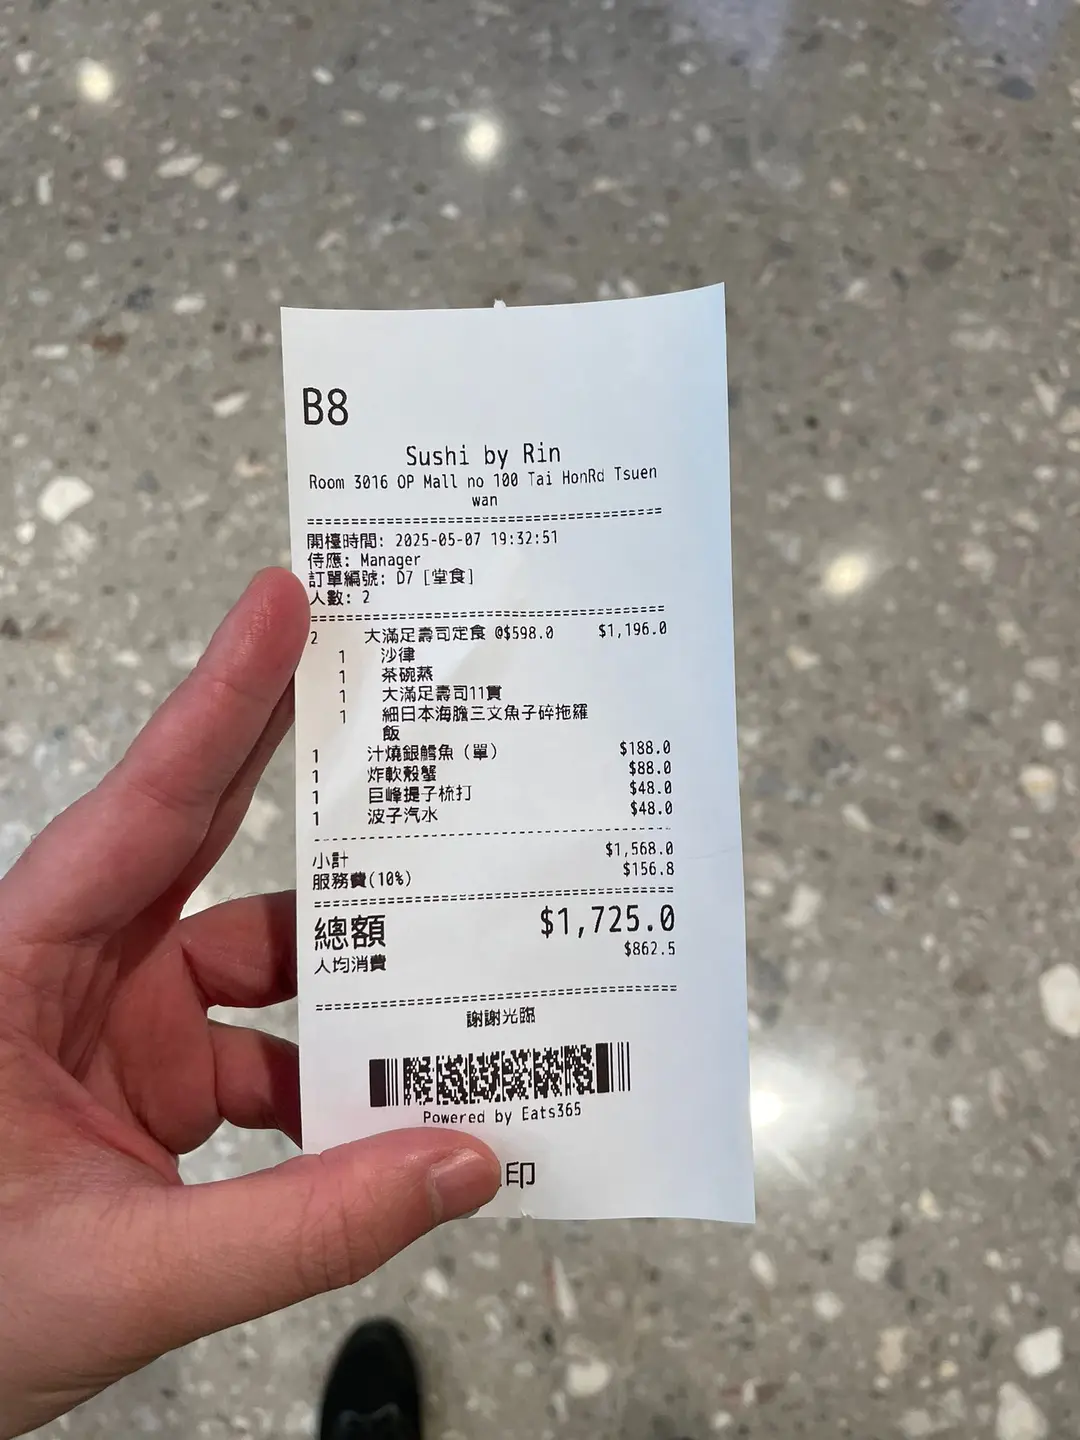 B8
Sushi by Rin
Room 3016 OP Mall no 100 Tai HonRd Tsuen
wan
開檯時間: 2025-05-07 19:32:51
侍應: Manager
訂單編號: D7 [堂食]
人數: 2
2 大滿足壽司定食 @$598.0 $1,196.0
1 沙律
1 茶碗蒸
1 大滿足壽司11貫
1 細日本海膽三文魚子碎拖羅
飯
1 汁燒銀鱈魚（單） $188.0
1 炸軟殼蟹 $88.0
1 巨峰提子梳打 $48.0
1 波子汽水 $48.0
小計 $1,568.0
服務費(10%) $156.8
總額 $1,725.0
人均消費 $862.5
謝謝光臨
Powered by Eats365
印